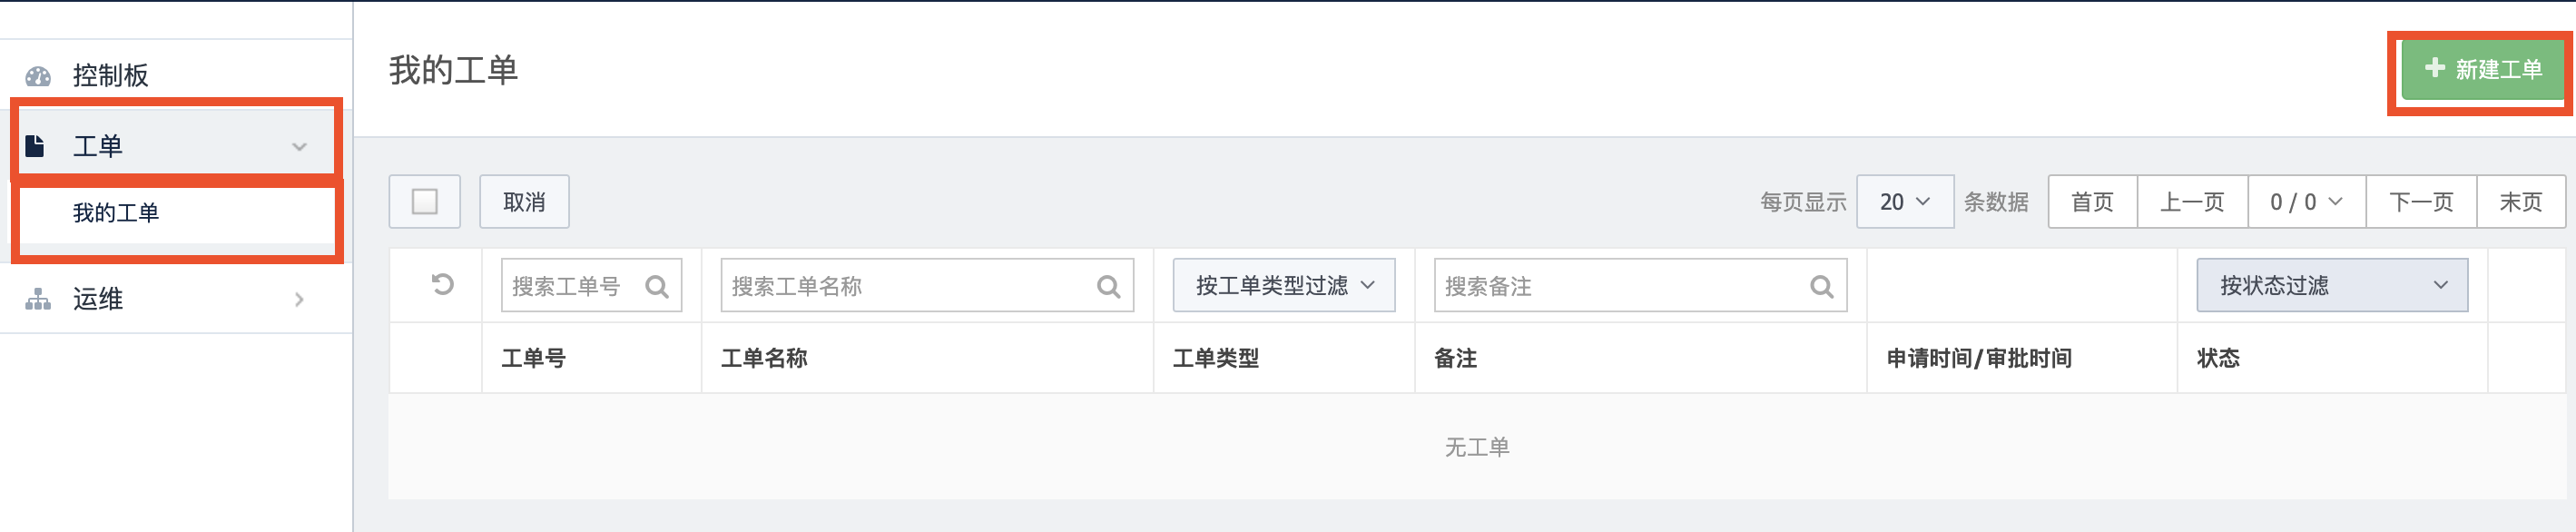 控制板
工单
我的工单
运维
我的工单
新建工单
取消
每页显示 20 条数据 首页 上一页 0 / 0 下一页 末页
搜索工单号 搜索工单名称 按工单类型过滤 搜索备注 按状态过滤
工单号 工单名称 工单类型 备注 申请时间/审批时间 状态
无工单